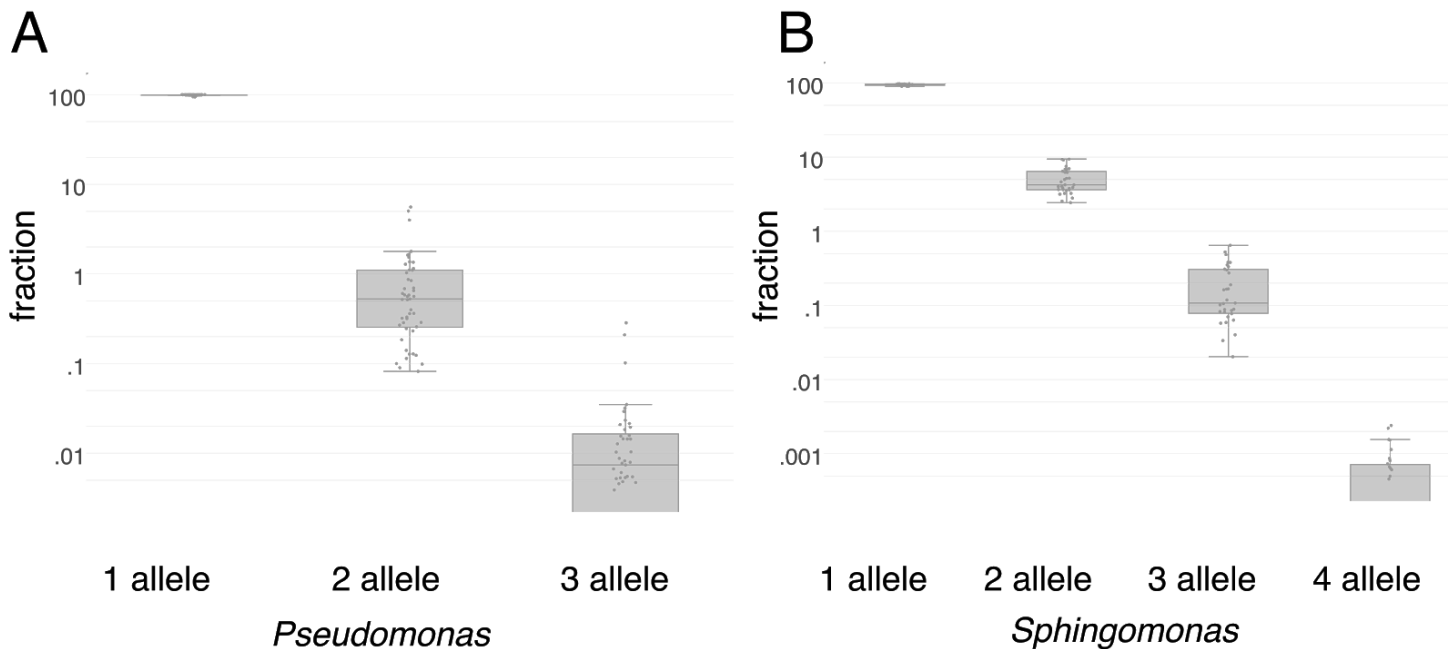 A
fraction
100
10
1
.1
.01
1 allele 2 allele 3 allele
Pseudomonas
B
fraction
100
10
1
.1
.01
.001
1 allele 2 allele 3 allele 4 allele
Sphingomonas